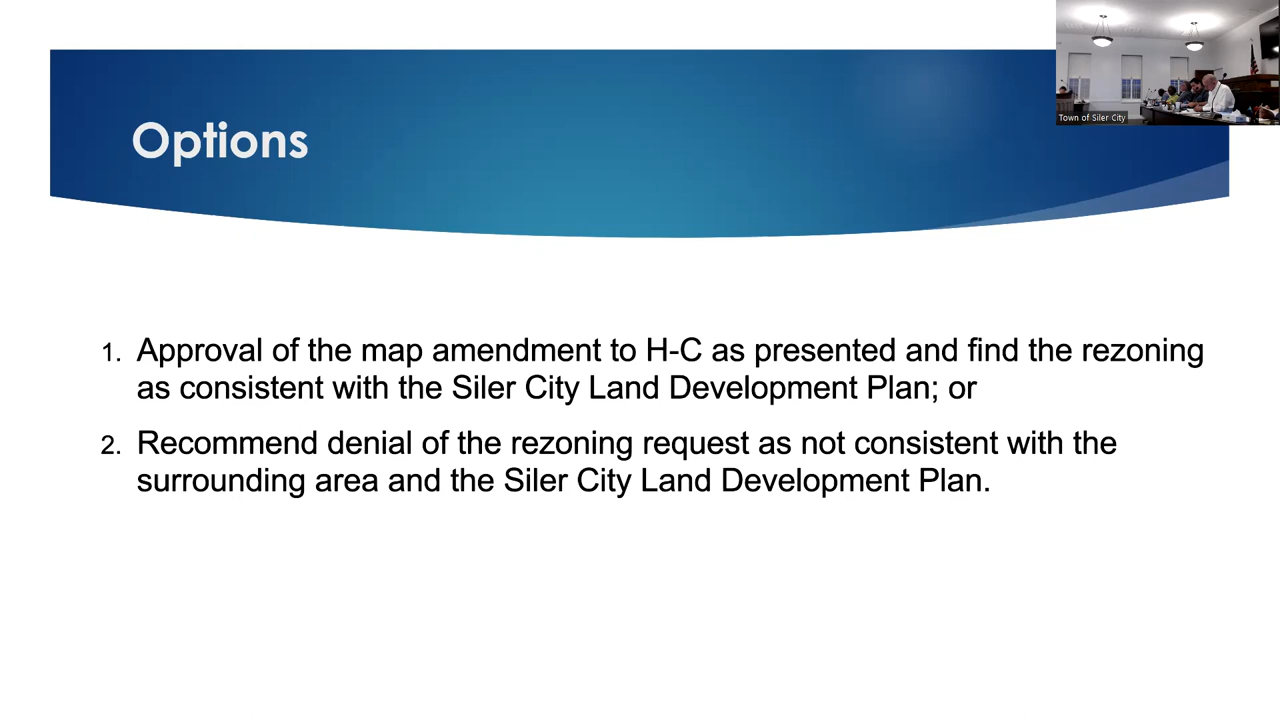 Town of Siler City
Options
1. Approval of the map amendment to H-C as presented and find the rezoning
as consistent with the Siler City Land Development Plan; or
2. Recommend denial of the rezoning request as not consistent with the
surrounding area and the Siler City Land Development Plan.